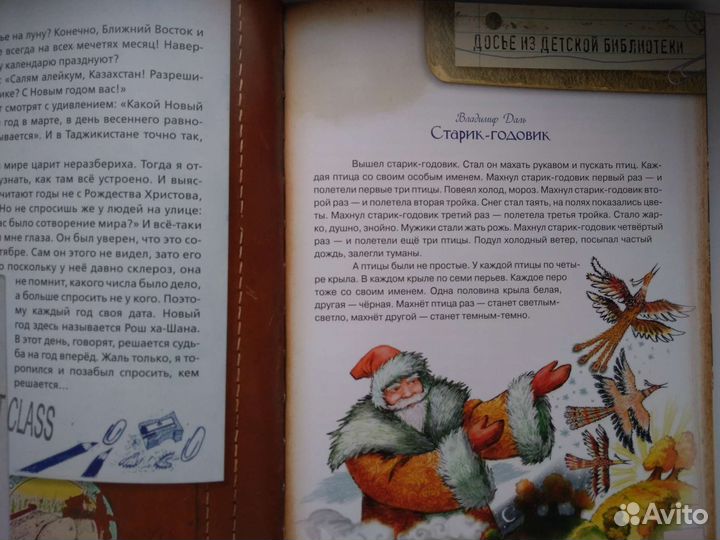 ье на луну? Конечно, Ближний Восток и
е всегда на всех мечетях месяц! Навер-
у календарю празднуют?
: «Салям алейкум, Казахстан! Разреши-
ике? С Новым годом вас!»
т смотрят с удивлением: «Какой Новый
год в марте, в день весеннего равно-
ывается». И в Таджикистане точно так,
мире царит неразбериха. Тогда я от-
узнать, как там всё устроено. И выяс-
читают годы не с Рождества Христова,
Но не спросишь же у людей на улице:
ас было сотворение мира?» И всё-таки
мне глаза. Он был уверен, что это со-
тябре. Сам он этого не видел, зато его
о поскольку у неё давно склероз, она
не помнит, какого числа было дело,
а больше спросить не у кого. Поэто-
му каждый год своя дата. Новый
год здесь называется Рош ха-Шана.
В этот день, говорят, решается судь-
ба на год вперёд. Жаль только, я то-
ропился и позабыл спросить, кем
решается...
CLASS
ДОСЬЕ ИЗ ДЕТСКОЙ БИБЛИОТЕКИ
Владимир Даль
Старик-годовик
Вышел старик-годовик. Стал он махать рукавом и пускать птиц. Каж-
дая птица со своим особым именем. Махнул старик-годовик первый раз — и
полетели первые три птицы. Повеял холод, мороз. Махнул старик-годовик вто-
рой раз — и полетела вторая тройка. Снег стал таять, на полях показались цве-
ты. Махнул старик-годовик третий раз — полетела третья тройка. Стало жар-
ко, душно, знойно. Мужики стали жать рожь. Махнул старик-годовик четвёртый
раз — и полетели ещё три птицы. Подул холодный ветер, посыпал частый
дождь, залегли туманы.
А птицы были не простые. У каждой птицы по четы-
ре крыла. В каждом крыле по семи перьев. Каждое перо
тоже со своим именем. Одна половина крыла белая,
другая — чёрная. Махнёт птица раз — станет светлым-
светло, махнёт другой — станет темным-темно.
Avito